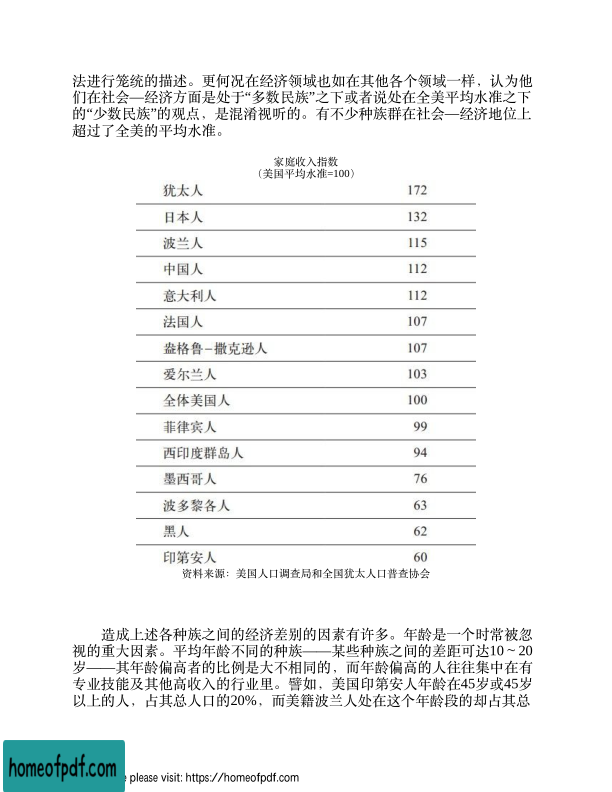 法进行笼统的描述。更何况在经济领域也如在其他各个领域一样，认为他
们在社会—经济方面是处于“多数民族”之下或者说处在全美平均水准之下
的“少数民族”的观点，是混淆视听的。有不少种族群在社会—经济地位上
超过了全美的平均水准。
家庭收入指数
（美国平均水准=100）
犹太人 172
日本人 132
波兰人 115
中国人 112
意大利人 112
法国人 107
盎格鲁–撒克逊人 107
爱尔兰人 103
全体美国人 100
菲律宾人 99
西印度群岛人 94
墨西哥人 76
波多黎各人 63
黑人 62
印第安人 60
资料来源：美国人口调查局和全国犹太人口普查协会
造成上述各种族之间的经济差别的因素有许多。年龄是一个时常被忽
视的重大因素。平均年龄不同的种族——某些种族之间的差距可达10～20
岁——其年龄偏高者的比例是大不相同的，而年龄偏高的人往往集中在有
专业技能及其他高收入的行业里。譬如，美国印第安人年龄在45岁或45岁
以上的人，占其总人口的20%，而美籍波兰人处在这个年龄段的却占其总
homeofpdf.com
e please visit: https://homeofpdf.com